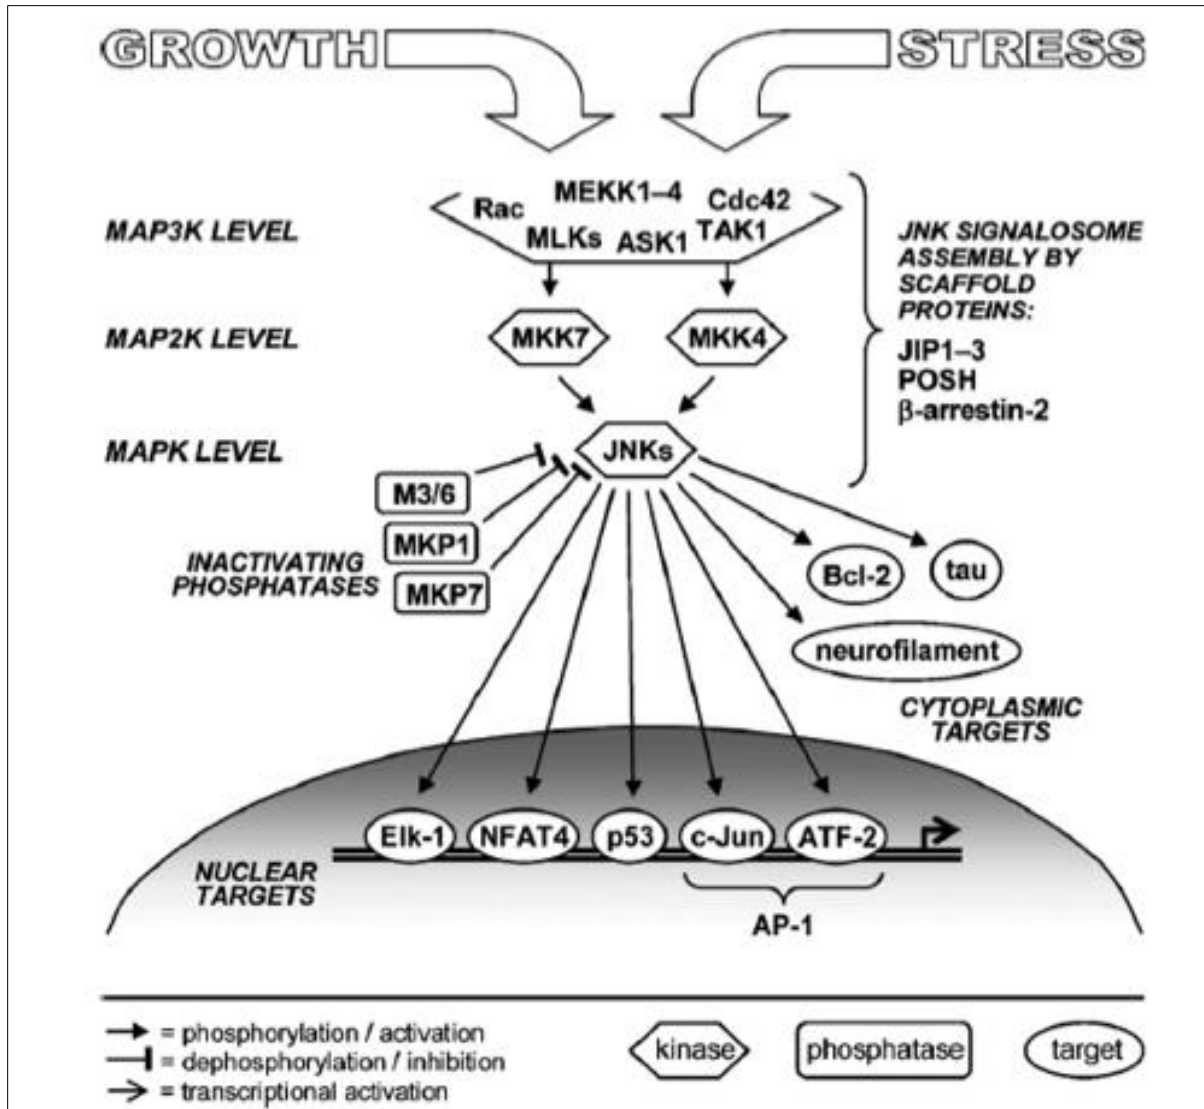 GROWTH
STRESS
MAP3K LEVEL
Rac
MEKK1–4
Cdc42
MLKs
ASK1
TAK1
JNK SIGNALOSOME
ASSEMBLY BY
SCAFFOLD
PROTEINS:
JIP1–3
POSH
β-arrestin-2
MAP2K LEVEL
MKK7
MKK4
MAPK LEVEL
JNKs
M3/6
MKP1
MKP7
INACTIVATING
PHOSPHATASES
Bcl-2
tau
neurofilament
CYTOPLASMIC
TARGETS
Elk-1
NFAT4
p53
c-Jun
ATF-2
NUCLEAR
TARGETS
AP-1
= phosphorylation / activation
= dephosphorylation / inhibition
= transcriptional activation
kinase
phosphatase
target